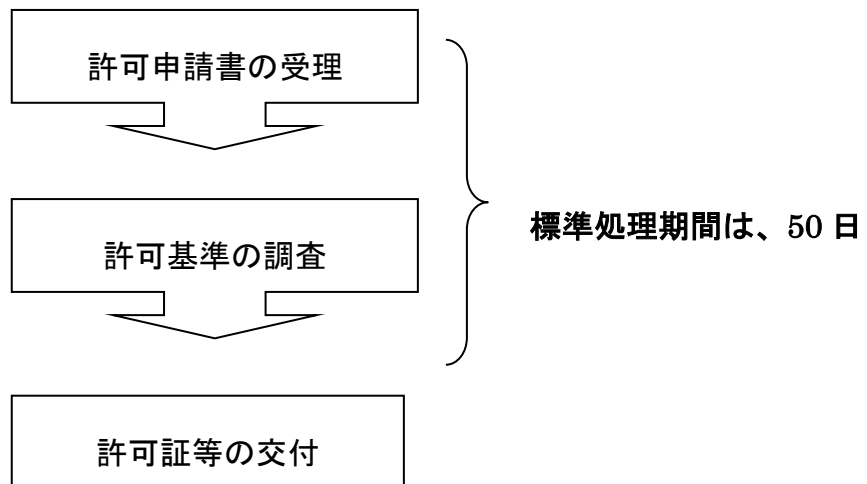 許可申請書の受理
許可基準の調査
標準処理期間は、50 日
許可証等の交付